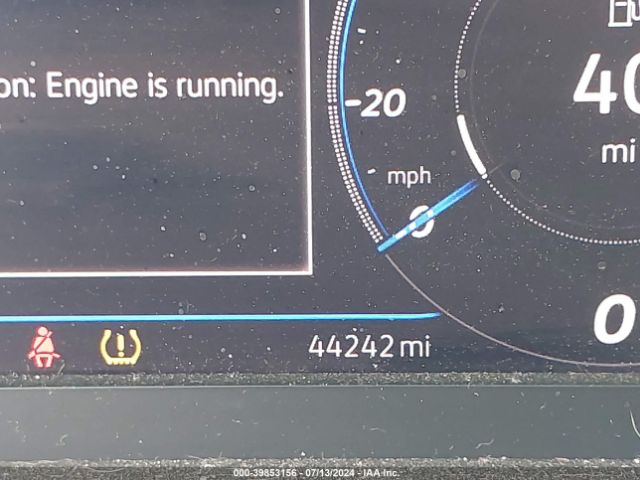 on: Engine is running.
20
40
mi
mph
0
0
44242 mi
000-39853156 - 07/13/2024 - IAA Inc.